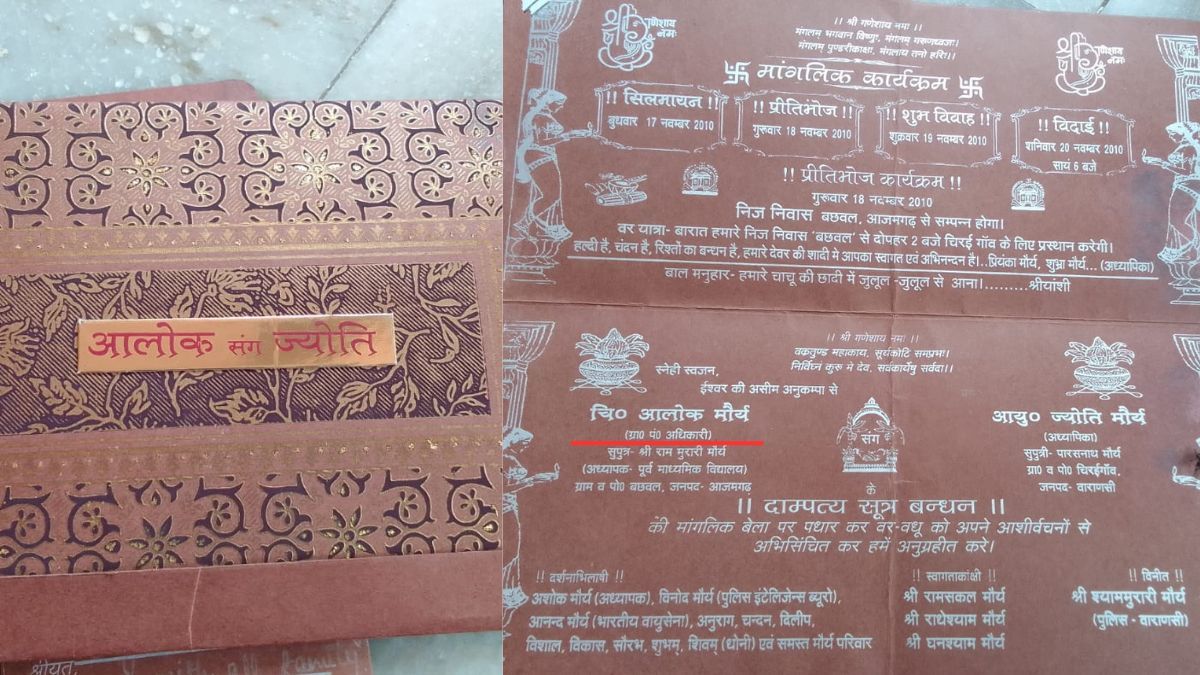 आलोक संग ज्योति
श्रीयुत,
family
श्री गणेशाय नमः
श्री गणेशाय नमः
।। श्री गणेशाय नमः ।।
मंगलम् भगवान विष्णुः, मंगलम् गरुणध्वजः।
मंगलम् पुण्डरीकाक्षः, मंगलाय तनो हरिः।।
मांगलिक कार्यक्रम
!! सिलमायन !!
बुधवार 17 नवम्बर 2010
!! प्रीतिभोज !!
गुरूवार 18 नवम्बर 2010
!! शुभ विवाह !!
शुक्रवार 19 नवम्बर 2010
!! विदाई !!
शनिवार 20 नवम्बर 2010
सायं 6 बजे
!! प्रीतिभोज कार्यक्रम !!
गुरूवार 18 नवम्बर 2010
निज निवास बछवल, आजमगढ़ से सम्पन्न होगा।
वर यात्रा- बारात हमारे निज निवास 'बछवल' से दोपहर 2 बजे चिरई गाँव के लिए प्रस्थान करेगी।
हल्दी है, चंदन है, रिश्तों का बन्धन है, हमारे देवर की शादी मे आपका स्वागत एवं अभिनन्दन है।.. प्रियंका मौर्य, शुभ्रा मौर्य... (अध्यापिका)
बाल मनुहार- हमारे चाचू की छादी में जुलूल -जुलूल से आना।.........श्रीयांशी
।। श्री गणेशाय नमः ।।
वक्रतुण्ड महाकाय, सूर्यकोटि समप्रभः।
निर्विघ्न कुरू मे देव, सर्वकार्येषु सर्वदा।।
स्नेही स्वजन,
ईश्वर की असीम अनुकम्पा से
चि० आलोक मौर्य
(ग्रा० पं० अधिकारी)
सुपुत्र- श्री राम मुरारी मौर्य
(अध्यापक- पूर्व माध्यमिक विद्यालय)
ग्राम व पो० बछवल, जनपद- आजमगढ़
संग
आयु० ज्योति मौर्य
(अध्यापिका)
सुपुत्री- पारसनाथ मौर्य
ग्रा० व पो० चिरईगाँव,
जनपद- वाराणसी
के
।। दाम्पत्य सूत्र बन्धन ।।
की मांगलिक बेला पर पधार कर वर-वधू को अपने आशीर्वचनों से
अभिसिंचित कर हमें अनुग्रहीत करे।
!! दर्शनाभिलाषी !!
अशोक मौर्य (अध्यापक), विनोद मौर्य (पुलिस इंटेलिजेन्स ब्यूरो),
आनन्द मौर्य (भारतीय वायुसेना), अनुराग, चन्दन, दिलीप,
विशाल, विकास, सौरभ, शुभम्, शिवम् (धोनी) एवं समस्त मौर्य परिवार
!! स्वागताकांक्षी !!
श्री रामसकल मौर्य
श्री राधेश्याम मौर्य
श्री घनश्याम मौर्य
!! विनीत !!
श्री श्याममुरारी मौर्य
(पुलिस - वाराणसी)